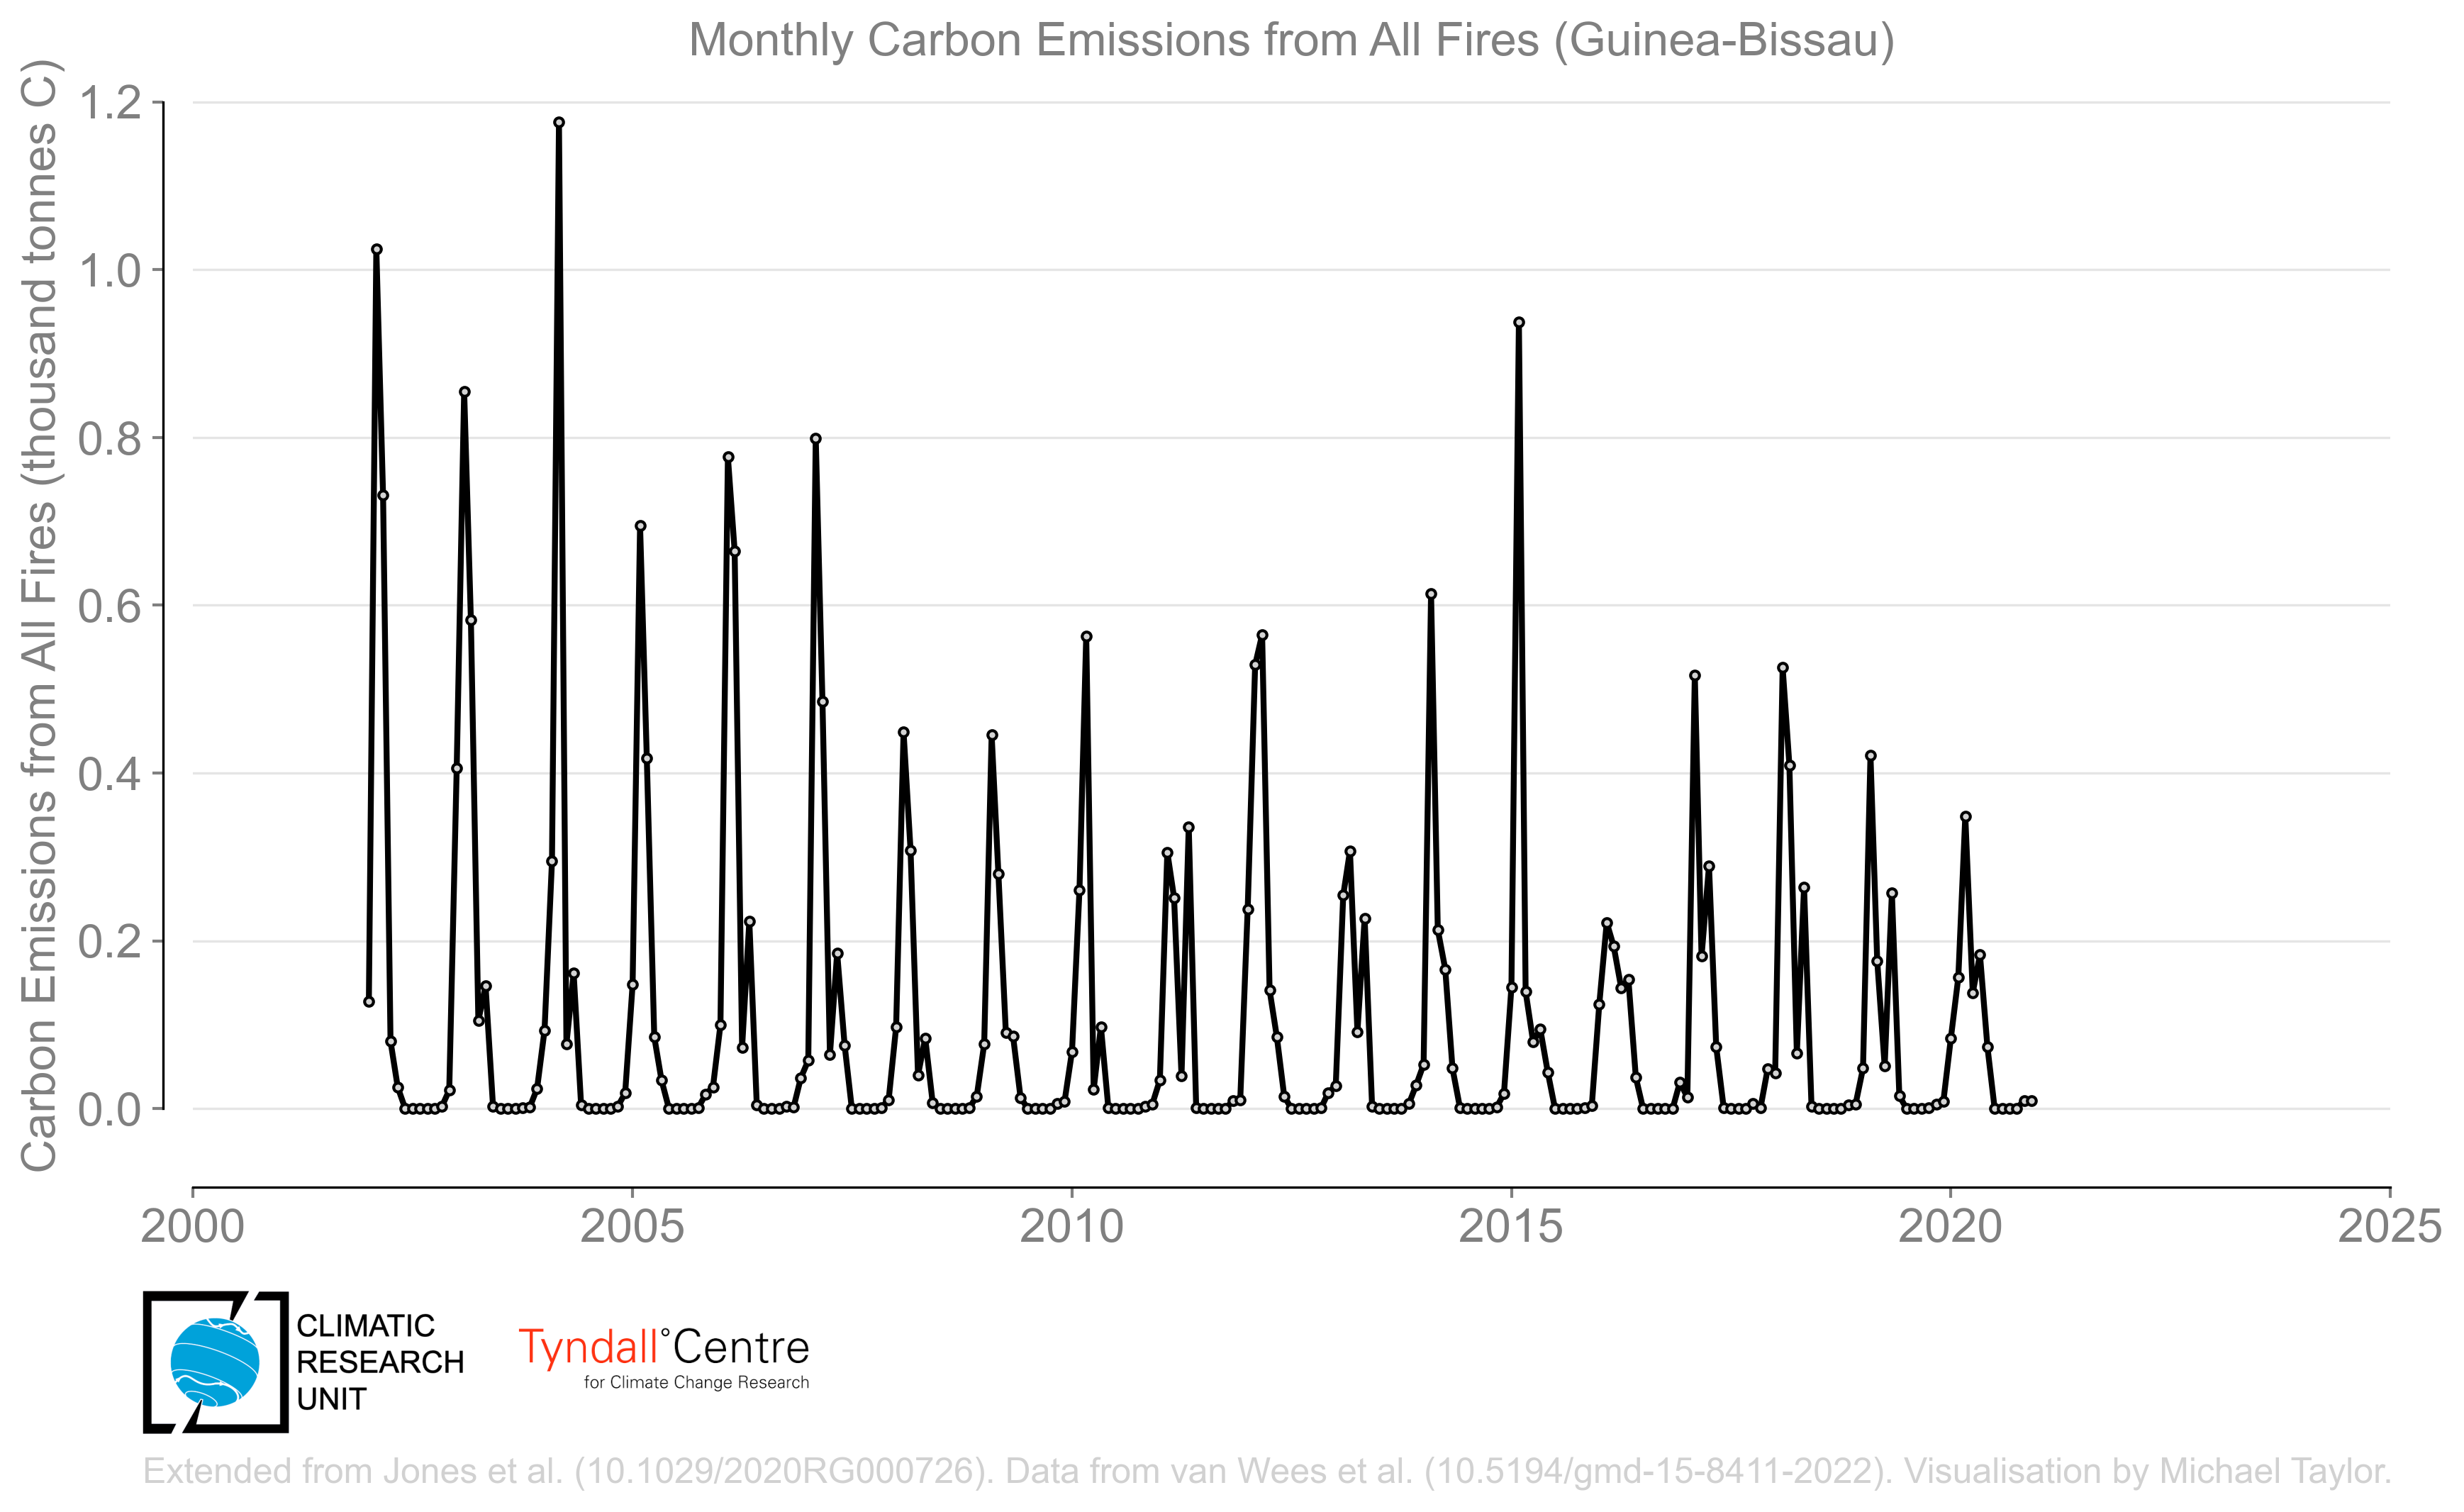 Monthly Carbon Emissions from All Fires (Guinea-Bissau)
Carbon Emissions from All Fires (thousand tonnes C)
1.2
1.0
0.8
0.6
0.4
0.2
0.0
2000 2005 2010 2015 2020 2025
CLIMATIC
RESEARCH
UNIT
Tyndall°Centre
for Climate Change Research
Extended from Jones et al. (10.1029/2020RG000726). Data from van Wees et al. (10.5194/gmd-15-8411-2022). Visualisation by Michael Taylor.